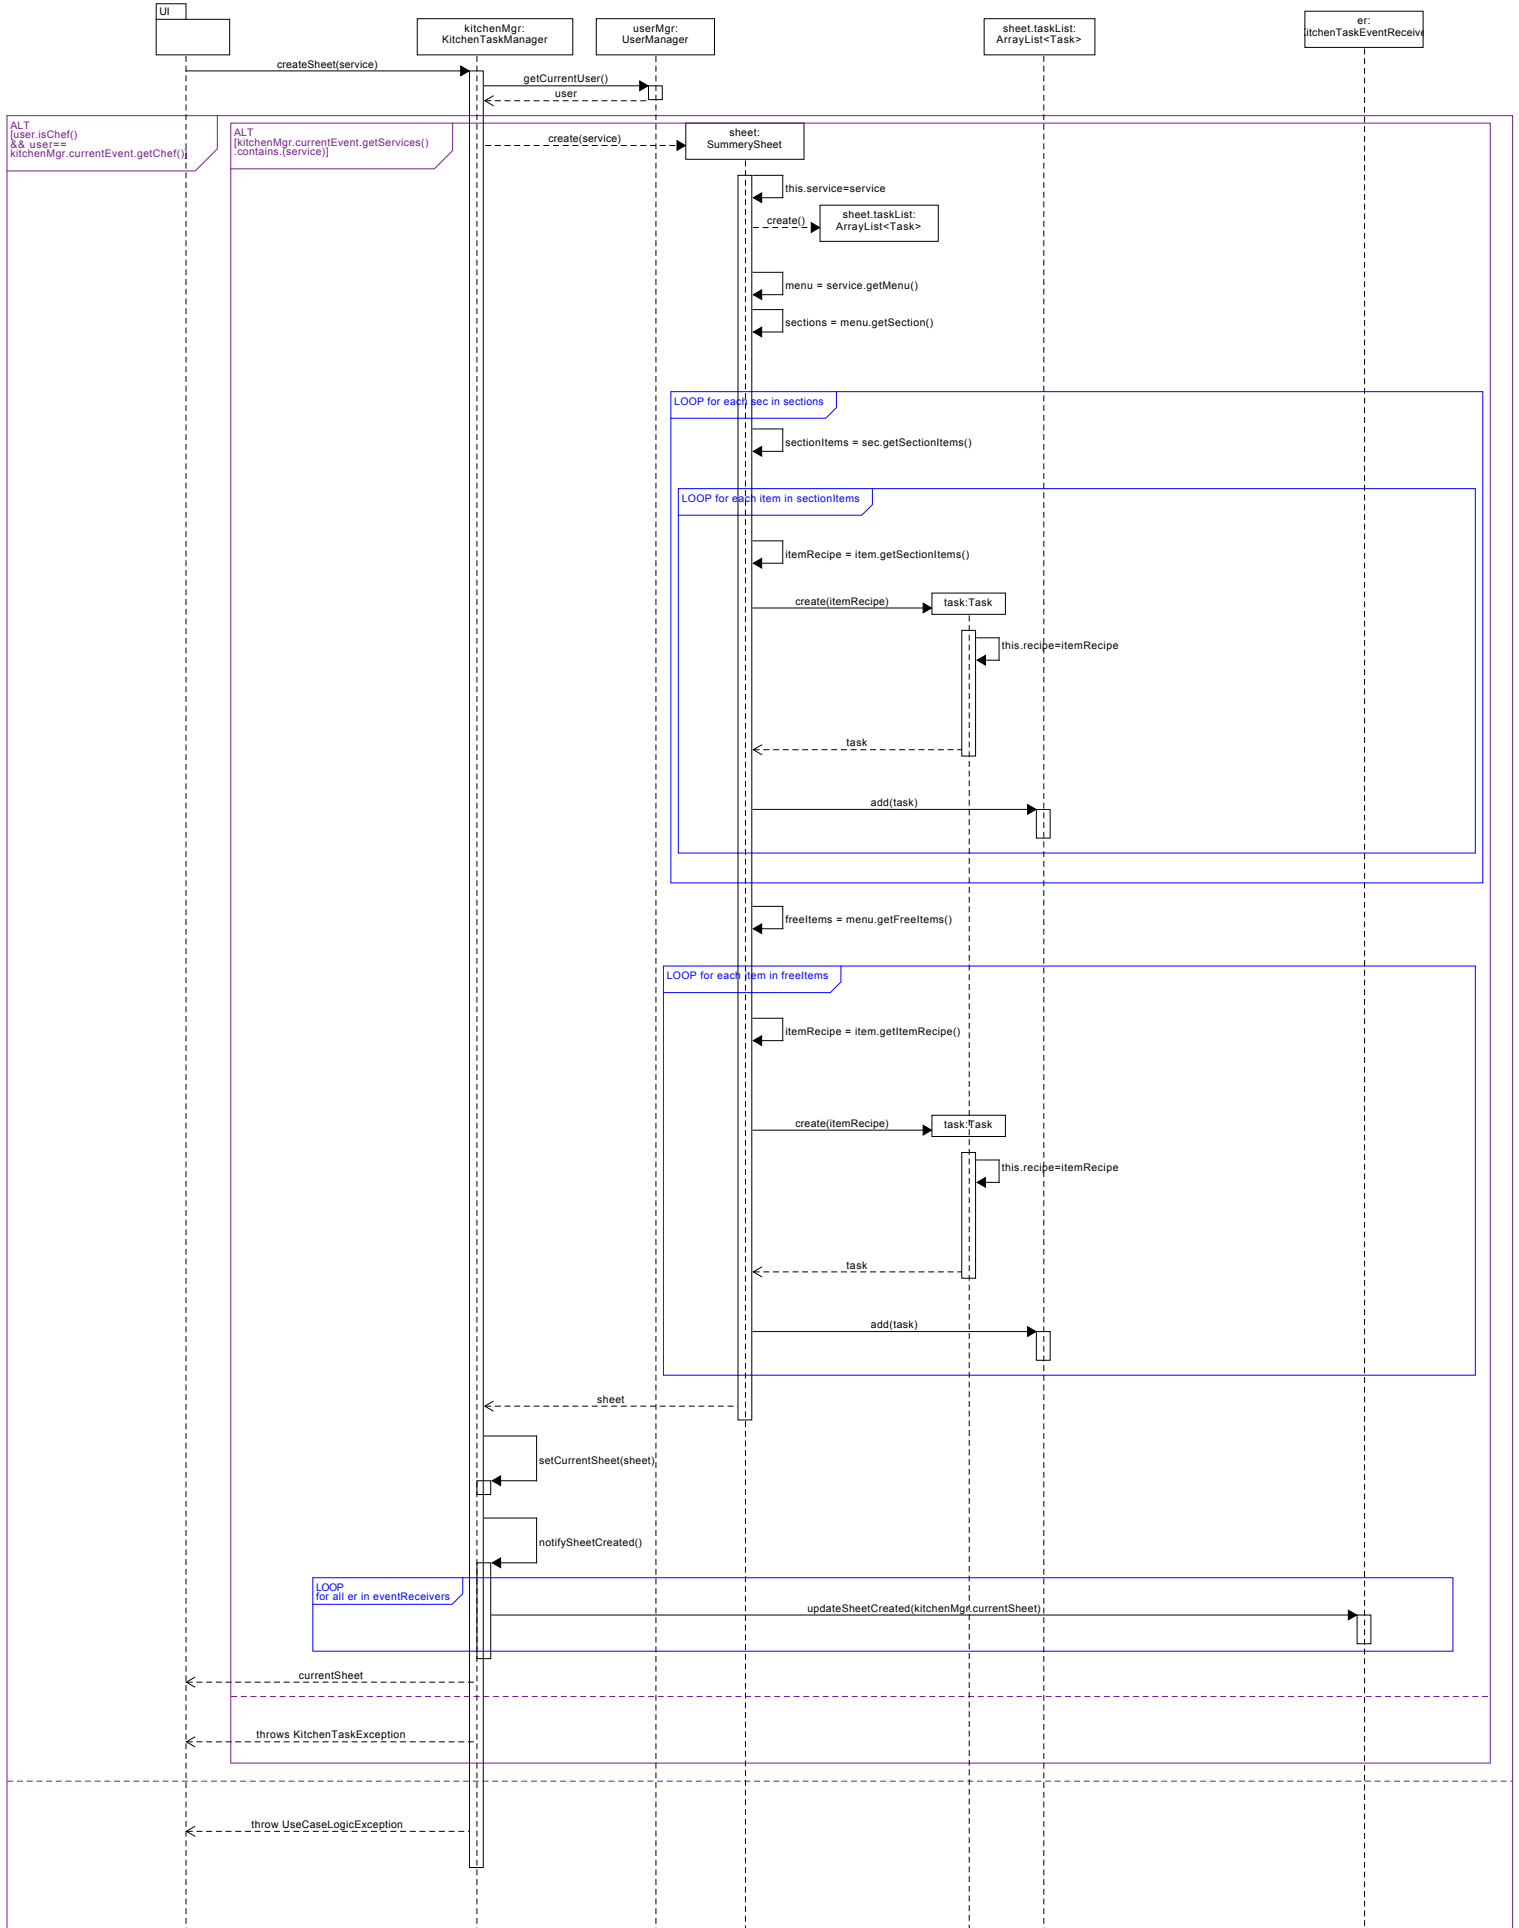 UI
kitchenMgr:
KitchenTaskManager
userMgr:
UserManager
sheet.taskList:
ArrayList<Task>
er:
itchenTaskEventReceive
createSheet(service)
getCurrentUser()
user
ALT
[user.isChef()
&& user==
kitchenMgr.currentEvent.getChef()]
ALT
[kitchenMgr.currentEvent.getServices()
.contains.(service)]
create(service)
sheet:
SummerySheet
this.service=service
create()
sheet.taskList:
ArrayList<Task>
menu = service.getMenu()
sections = menu.getSection()
LOOP for each sec in sections
sectionItems = sec.getSectionItems()
LOOP for each item in sectionItems
itemRecipe = item.getSectionItems()
create(itemRecipe)
task:Task
this.recipe=itemRecipe
task
add(task)
freeItems = menu.getFreeItems()
LOOP for each item in freeItems
itemRecipe = item.getItemRecipe()
create(itemRecipe)
task:Task
this.recipe=itemRecipe
task
add(task)
sheet
setCurrentSheet(sheet)
notifySheetCreated()
LOOP
for all er in eventReceivers
updateSheetCreated(kitchenMgr.currentSheet)
currentSheet
throws KitchenTaskException
throw UseCaseLogicException